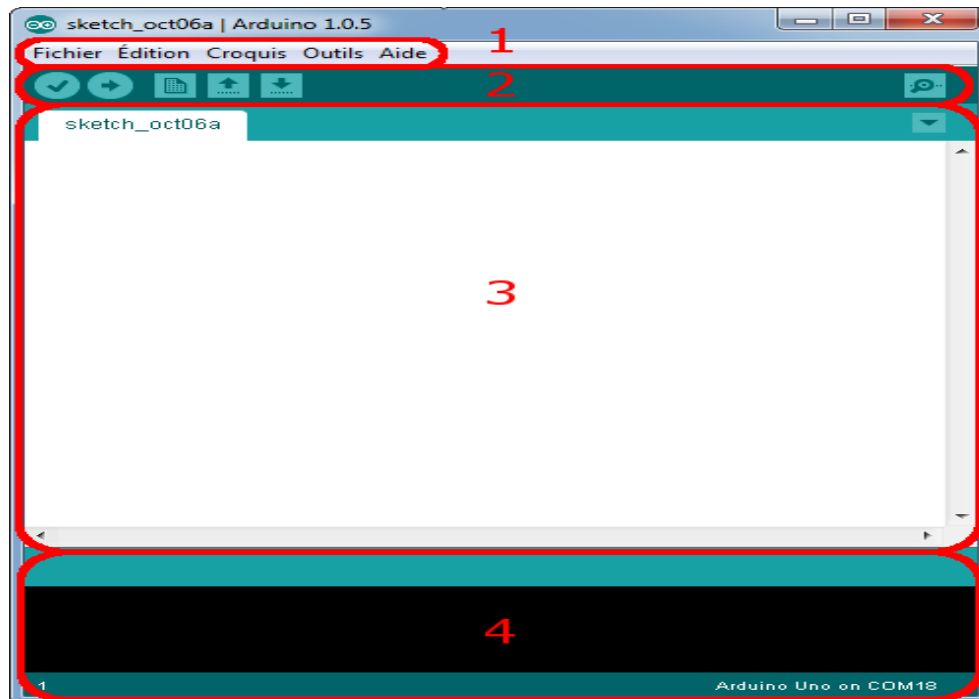 sketch_oct06a | Arduino 1.0.5
1
Fichier Édition Croquis Outils Aide
2
sketch_oct06a
3
4
1 Arduino Uno on COM18